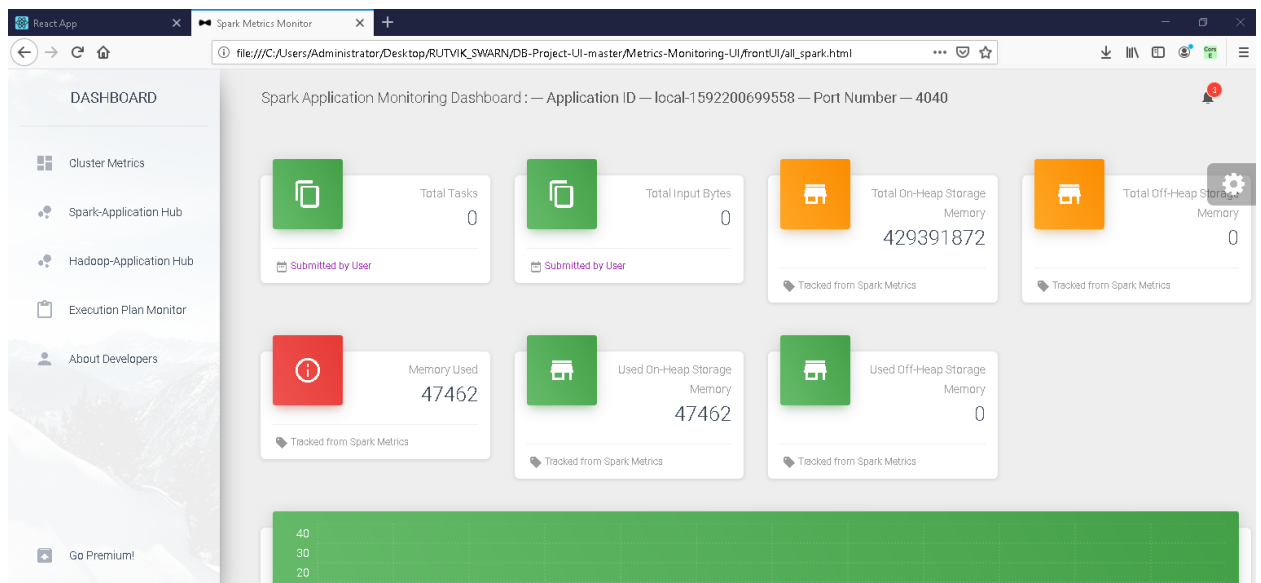 React App
Spark Metrics Monitor
file:///C:/Users/Administrator/Desktop/RUTVIK_SWARN/DB-Project-UI-master/Metrics-Monitoring-UI/frontUI/all_spark.html
Com
E
DASHBOARD
Spark Application Monitoring Dashboard : — Application ID — local-1592200699558 — Port Number — 4040
3
Cluster Metrics
Spark-Application Hub
Hadoop-Application Hub
Execution Plan Monitor
About Developers
Go Premium!
Total Tasks
0
Submitted by User
Total Input Bytes
0
Submitted by User
Total On-Heap Storage
Memory
429391872
Tracked from Spark Metrics
Total Off-Heap Storage
Memory
0
Tracked from Spark Metrics
Memory Used
47462
Tracked from Spark Metrics
Used On-Heap Storage
Memory
47462
Tracked from Spark Metrics
Used Off-Heap Storage
Memory
0
Tracked from Spark Metrics
40
30
20